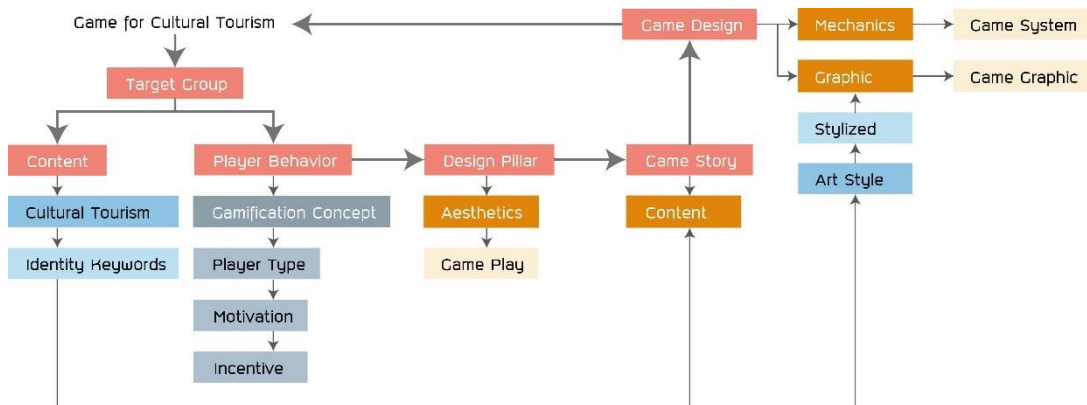 Game for Cultural Tourism
Game Design
Mechanics
Game System
Graphic
Game Graphic
Target Group
Stylized
Content
Player Behavior
Design Pillar
Game Story
Art Style
Cultural Tourism
Gamification Concept
Aesthetics
Content
Identity Keywords
Player Type
Game Play
Motivation
Incentive